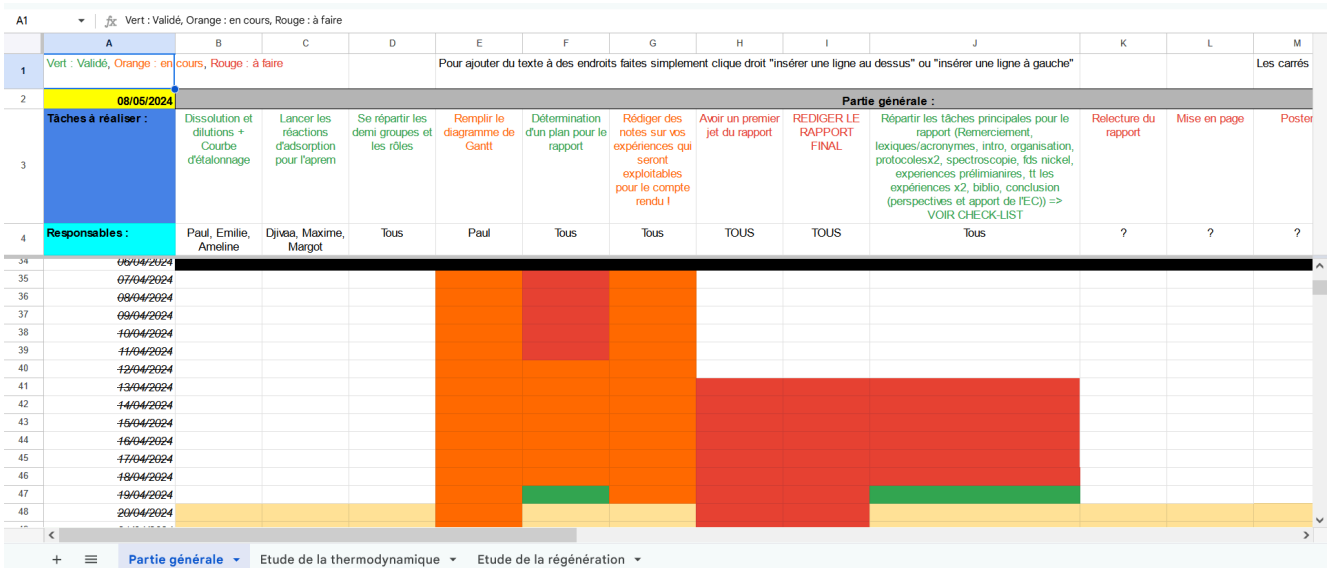 A1
fx Vert : Validé, Orange : en cours, Rouge : à faire
A B C D E F G H I J K L M
1 Vert : Validé, Orange : en cours, Rouge : à faire Pour ajouter du texte à des endroits faites simplement clique droit "insérer une ligne au dessus" ou "insérer une ligne à gauche" Les carrés
2 08/05/2024 Partie générale :
3
Tâches à réaliser :
Dissolution et
dilutions +
Courbe
d'étalonnage
Lancer les
réactions
d'adsorption
pour l'aprem
Se répartir les
demi groupes et
les rôles
Remplir le
diagramme de
Gantt
Détermination
d'un plan pour le
rapport
Rédiger des
notes sur vos
expériences qui
seront
exploitables
pour le compte
rendu !
Avoir un premier
jet du rapport
REDIGER LE
RAPPORT
FINAL
Répartir les tâches principales pour le
rapport (Remerciement,
lexiques/acronymes, intro, organisation,
protocolesx2, spectroscopie, fds nickel,
experiences prélimianires, tt les
expériences x2, biblio, conclusion
(perspectives et apport de l'EC)) =>
VOIR CHECK-LIST
Relecture du
rapport
Mise en page
Poster
4
Responsables :
Paul, Emilie,
Ameline
Djivaa, Maxime,
Margot
Tous
Paul
Tous
Tous
TOUS
TOUS
Tous
?
?
?
34 06/04/2024
35 07/04/2024
36 08/04/2024
37 09/04/2024
38 10/04/2024
39 11/04/2024
40 12/04/2024
41 13/04/2024
42 14/04/2024
43 15/04/2024
44 16/04/2024
45 17/04/2024
46 18/04/2024
47 19/04/2024
48 20/04/2024
Partie générale Etude de la thermodynamique Etude de la régénération